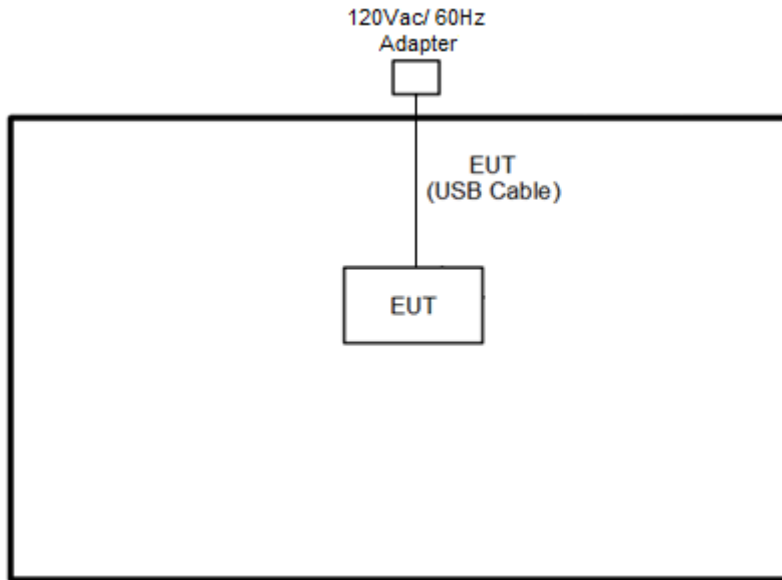 120Vac/ 60Hz
Adapter
EUT
(USB Cable)
EUT